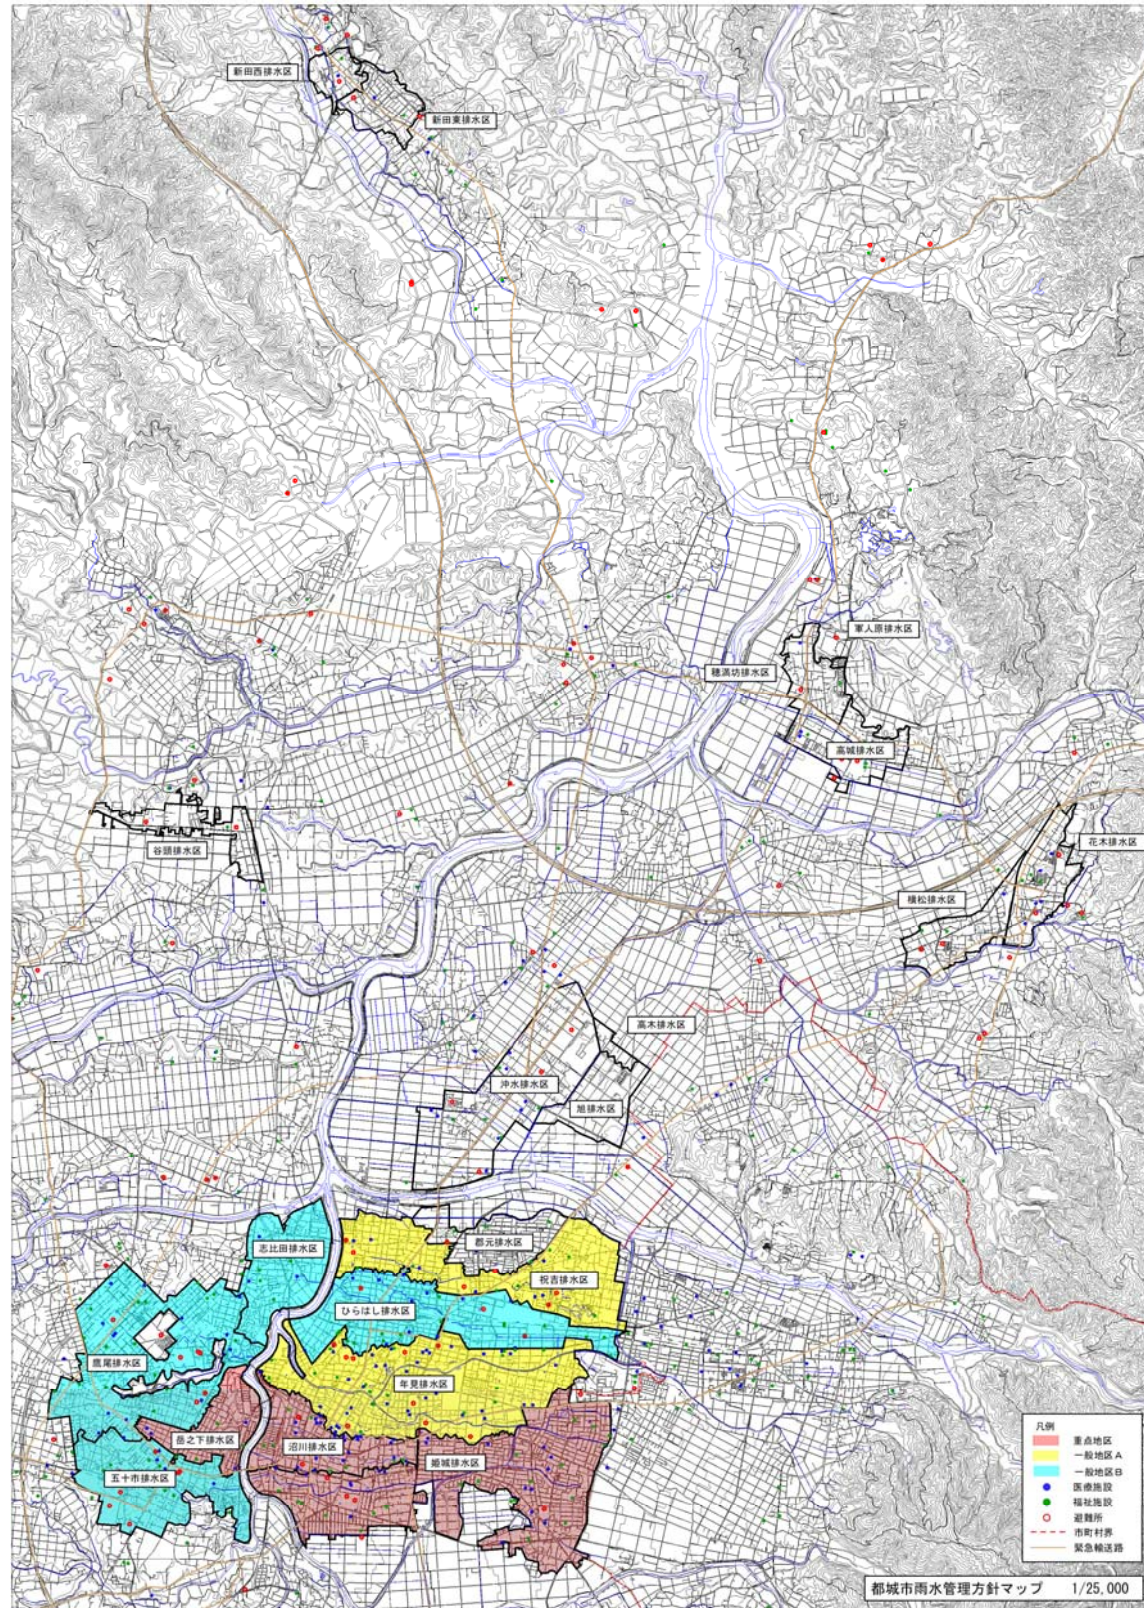 新田西排水区
新田東排水区
軍人原排水区
穂満坊排水区
高城排水区
谷頭排水区
花木排水区
横松排水区
高木排水区
沖水排水区
旭排水区
志比田排水区
郡元排水区
祝吉排水区
ひらはし排水区
鷹尾排水区
年見排水区
岳之下排水区
沼川排水区
姫城排水区
五十市排水区
凡例
重点地区
一般地区A
一般地区B
医療施設
福祉施設
避難所
市町村界
緊急輸送路
都城市雨水管理方針マップ 1/25,000